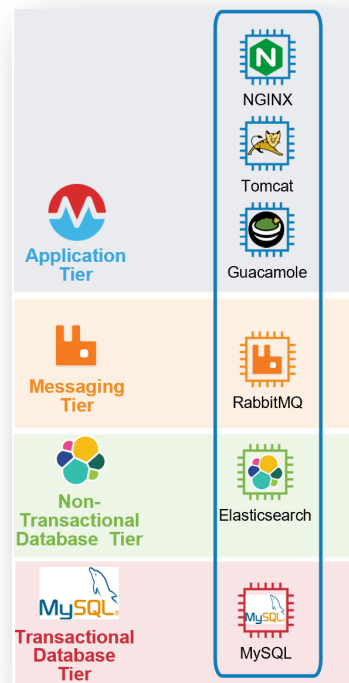 NGINX
Tomcat
Application
Tier
Guacamole
Messaging
Tier
RabbitMQ
Non-
Transactional
Database Tier
Elasticsearch
MySQL
Transactional
Database
Tier
MySQL
MySQL